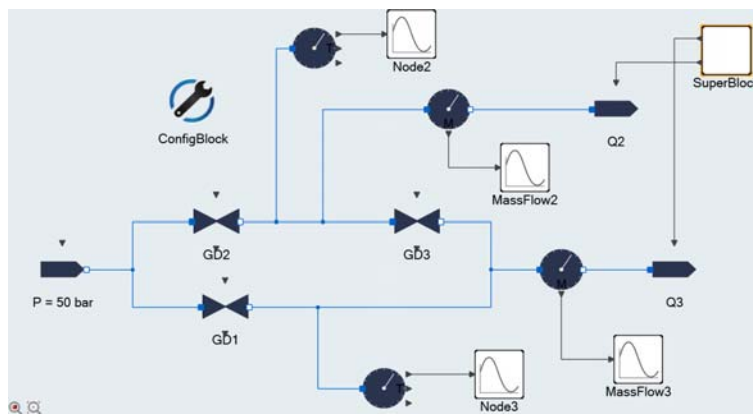 T
Node2
SuperBloc
ConfigBlock
M
Q2
MassFlow2
GD2
GD3
M
P = 50 bar
Q3
GD1
MassFlow3
T
Node3